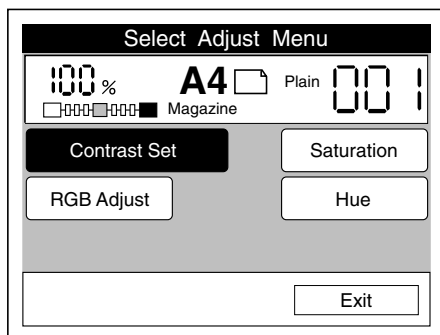 Select Adjust Menu
100 % A4 Plain 001
Magazine
Contrast Set Saturation
RGB Adjust Hue
Exit